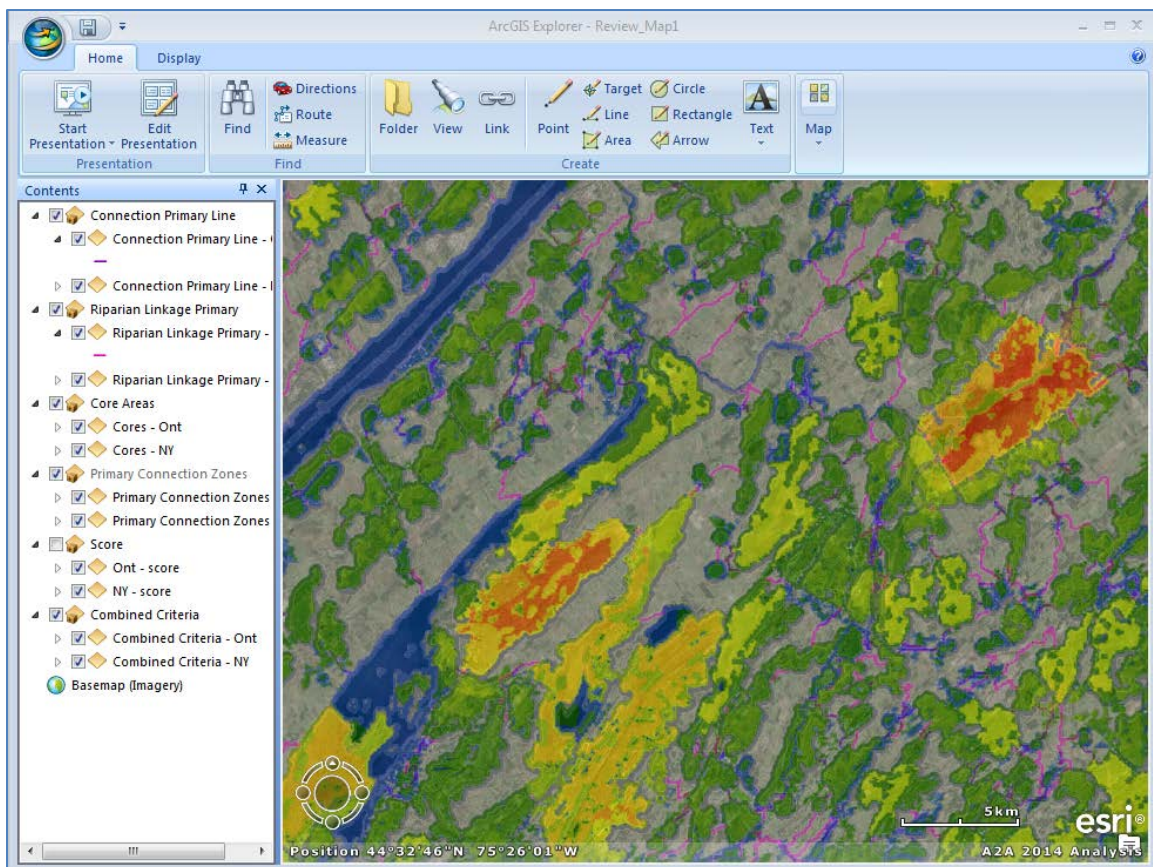 ArcGIS Explorer - Review_Map1
Home Display
Start Presentation
Edit Presentation
Presentation
Find
Directions
Route
Measure
Find
Folder
View
Link
Point
Target
Line
Area
Circle
Rectangle
Arrow
Text
Create
Map
Contents
Connection Primary Line
Connection Primary Line -
Connection Primary Line -
Riparian Linkage Primary
Riparian Linkage Primary -
Riparian Linkage Primary -
Core Areas
Cores - Ont
Cores - NY
Primary Connection Zones
Primary Connection Zones
Primary Connection Zones
Score
Ont - score
NY - score
Combined Criteria
Combined Criteria - Ont
Combined Criteria - NY
Basemap (Imagery)
5km
esri
Position 44°32'46"N 75°26'01"W
A2A 2014 Analysis